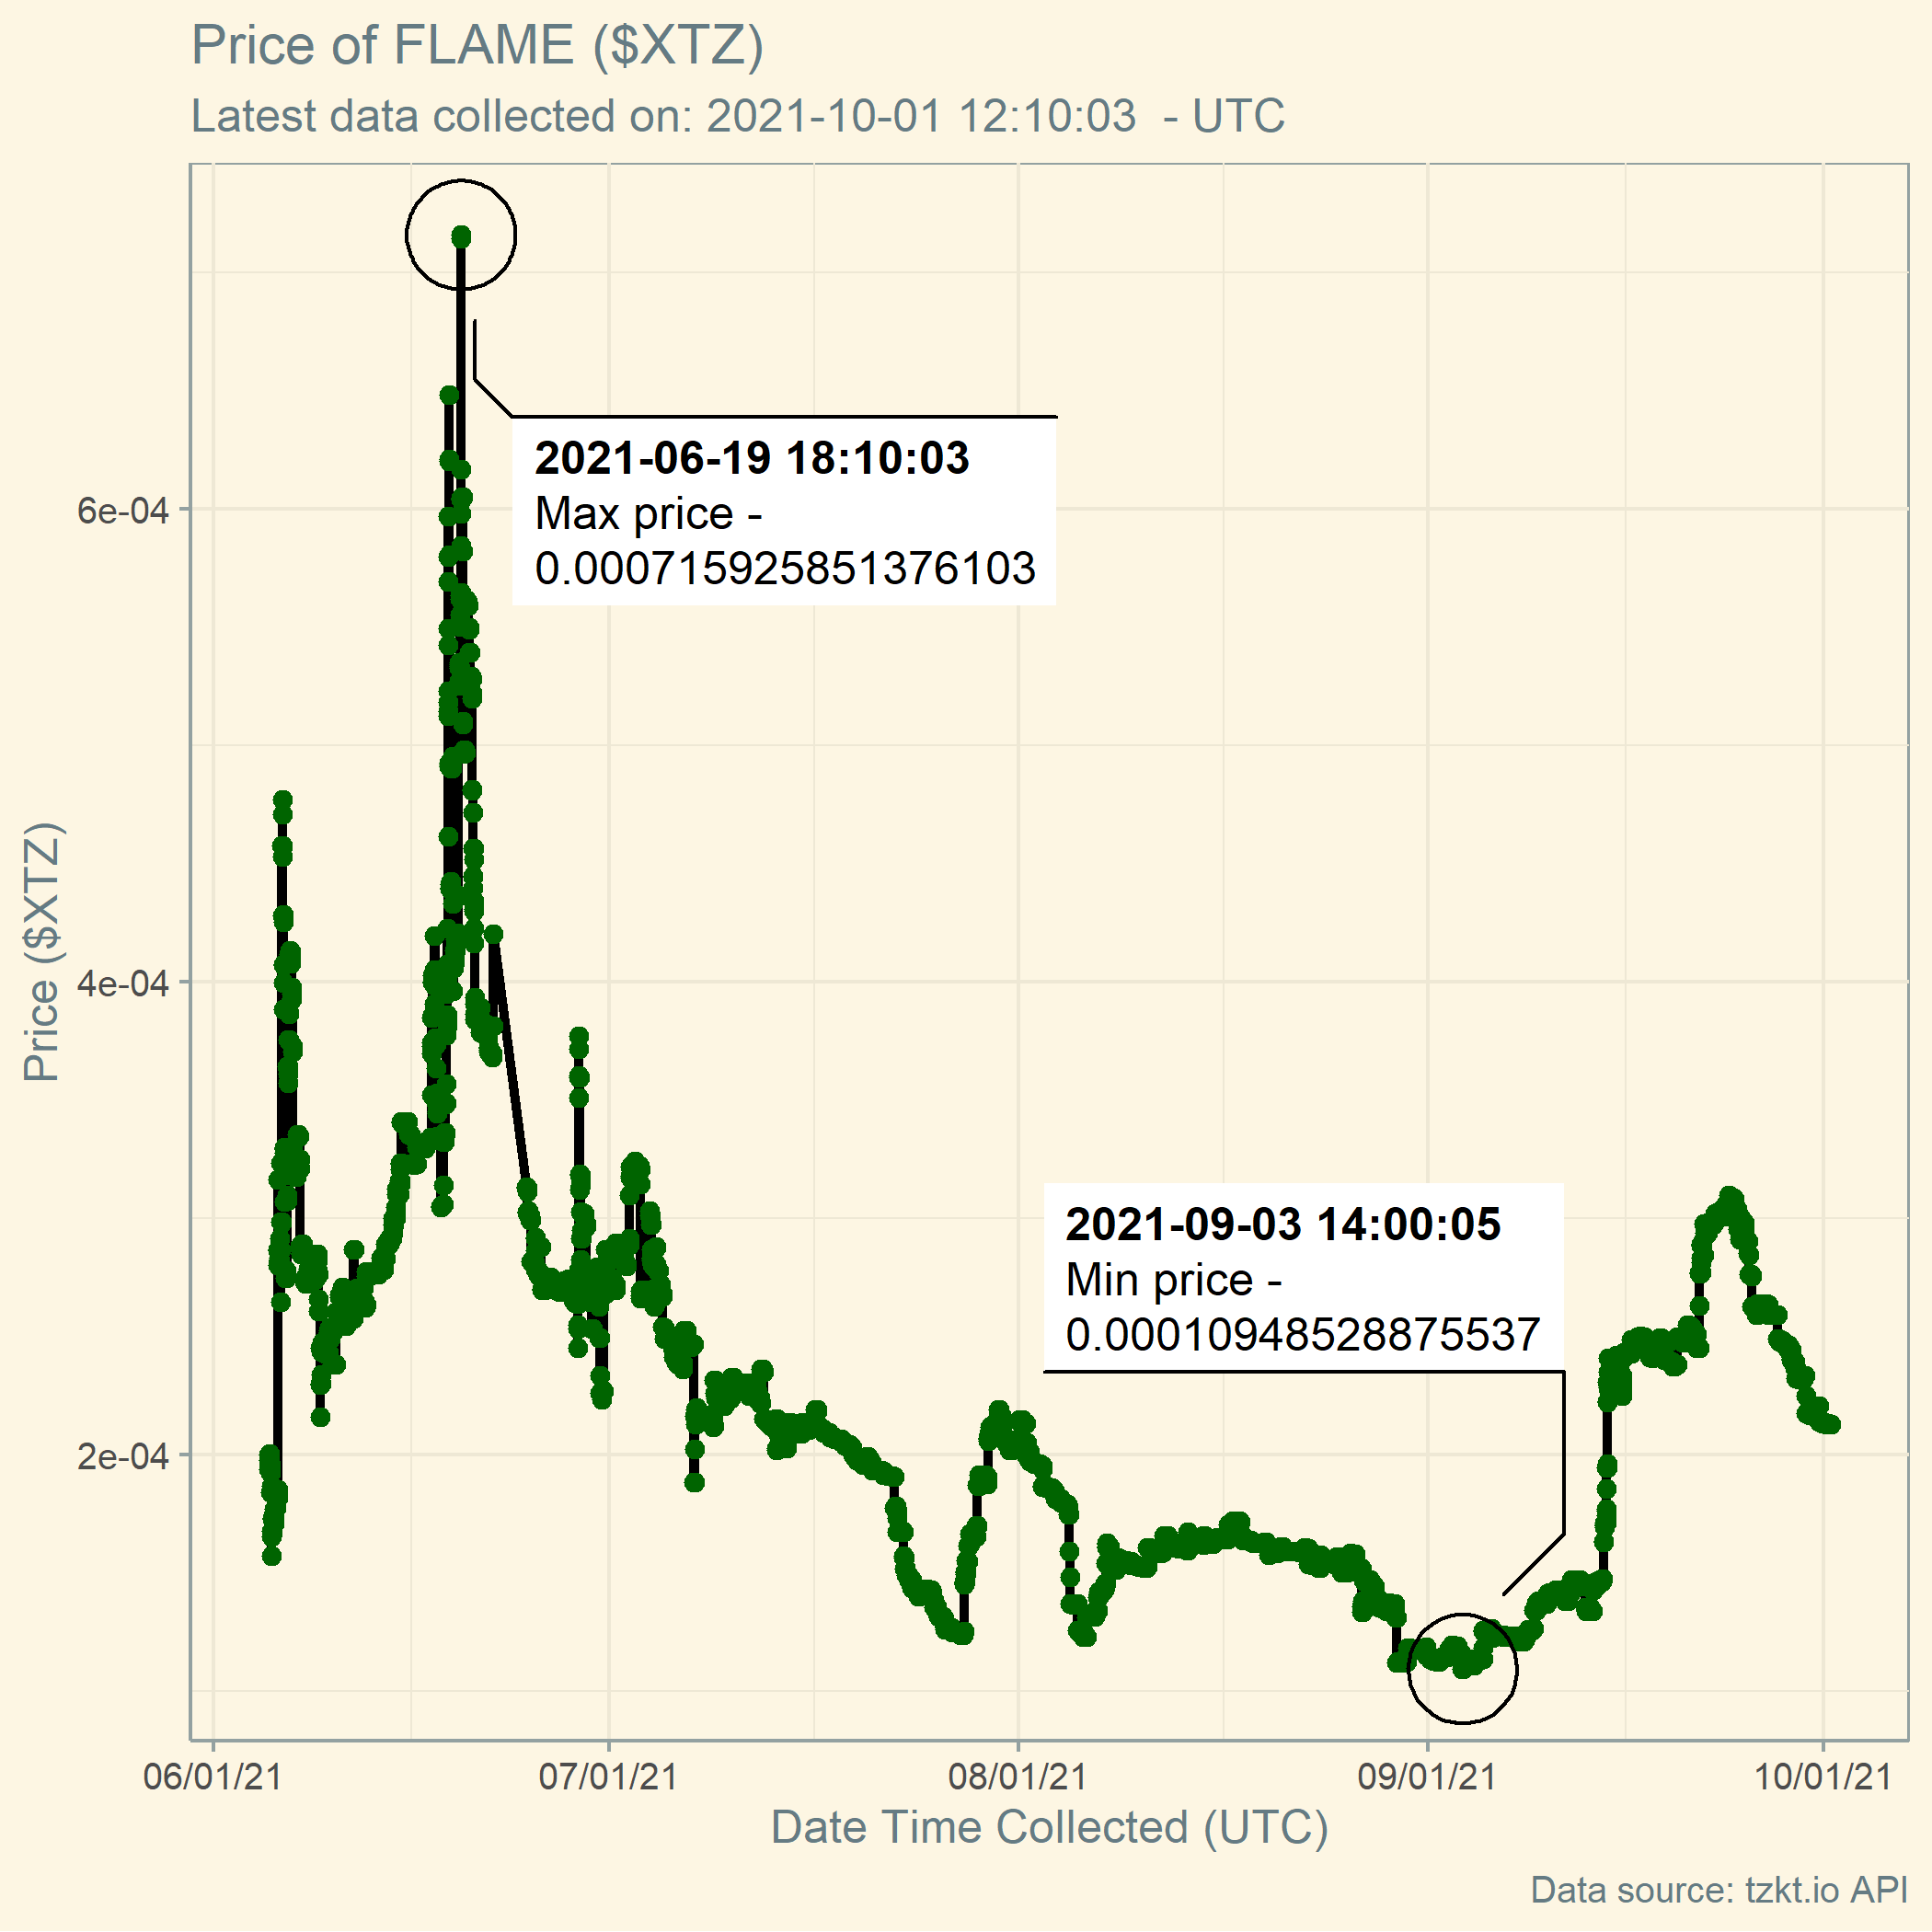 Price of FLAME ($XTZ)
Latest data collected on: 2021-10-01 12:10:03  - UTC
2021-06-19 18:10:03
Max price -
0.000715925851376103
6e-04
4e-04
2e-04
Price ($XTZ)
2021-09-03 14:00:05
Min price -
0.00010948528875537
06/01/21
07/01/21
08/01/21
09/01/21
10/01/21
Date Time Collected (UTC)
Data source: tzkt.io API